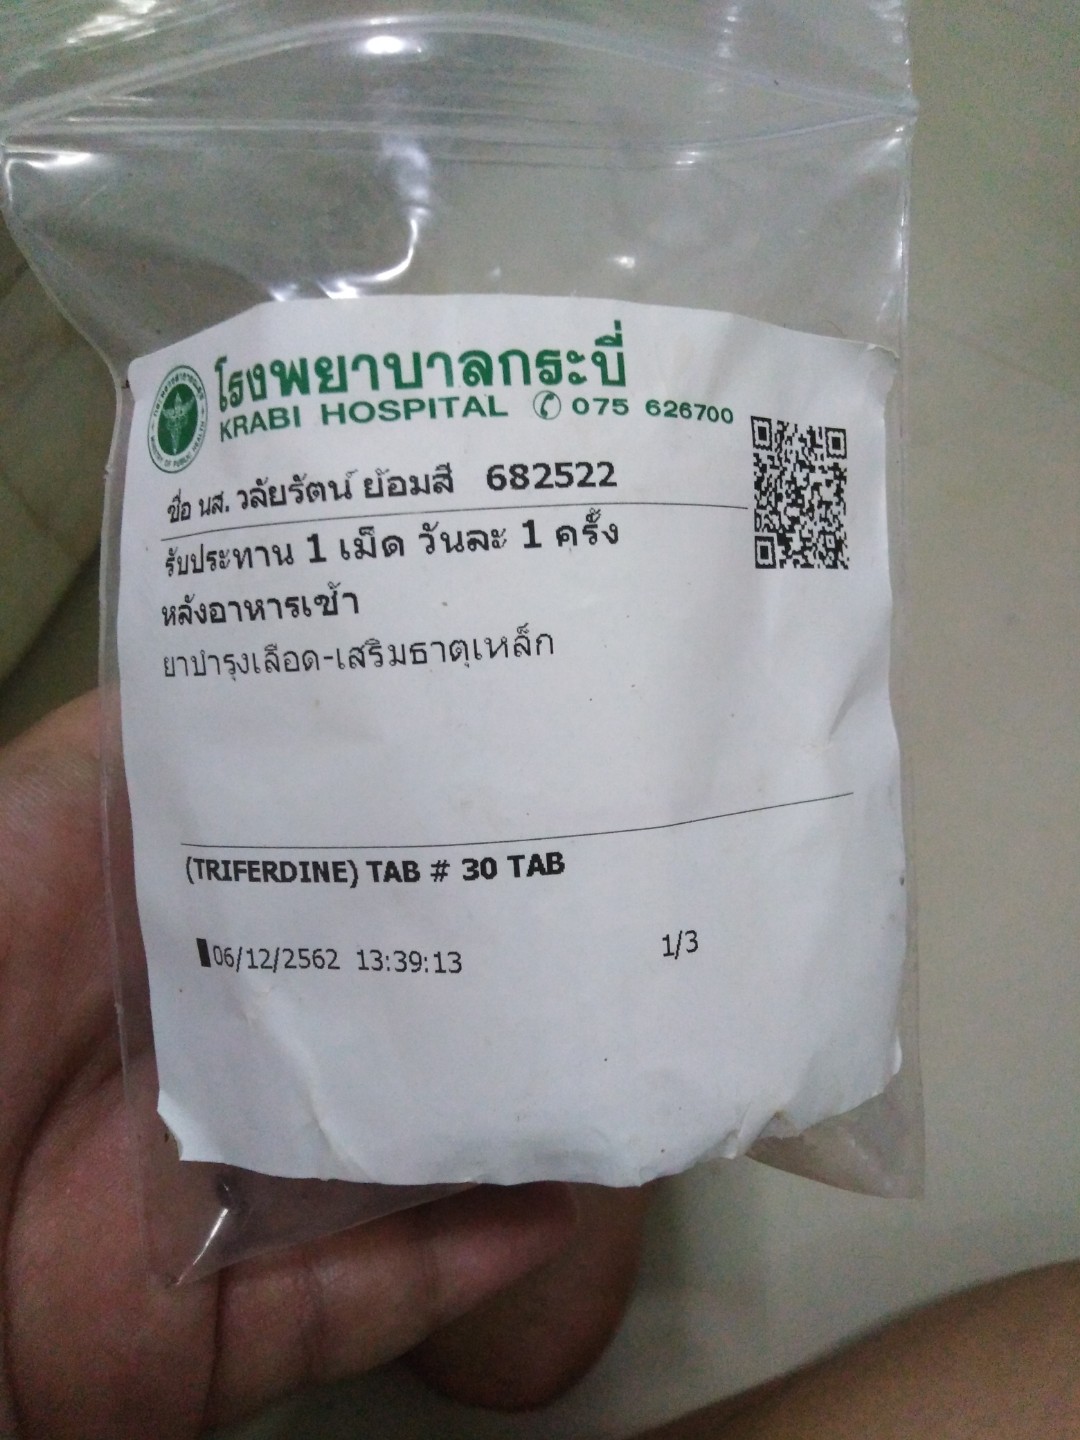 โรงพยาบาลกระบี่
KRABI HOSPITAL ✆ 075 626700
ชื่อ นส. วลัยรัตน์ ย้อมสี 682522
รับประทาน 1 เม็ด วันละ 1 ครั้ง
หลังอาหารเช้า
ยาบำรุงเลือด-เสริมธาตุเหล็ก
(TRIFERDINE) TAB # 30 TAB
06/12/2562 13:39:13
1/3
MINISTRY OF PUBLIC HEALTH